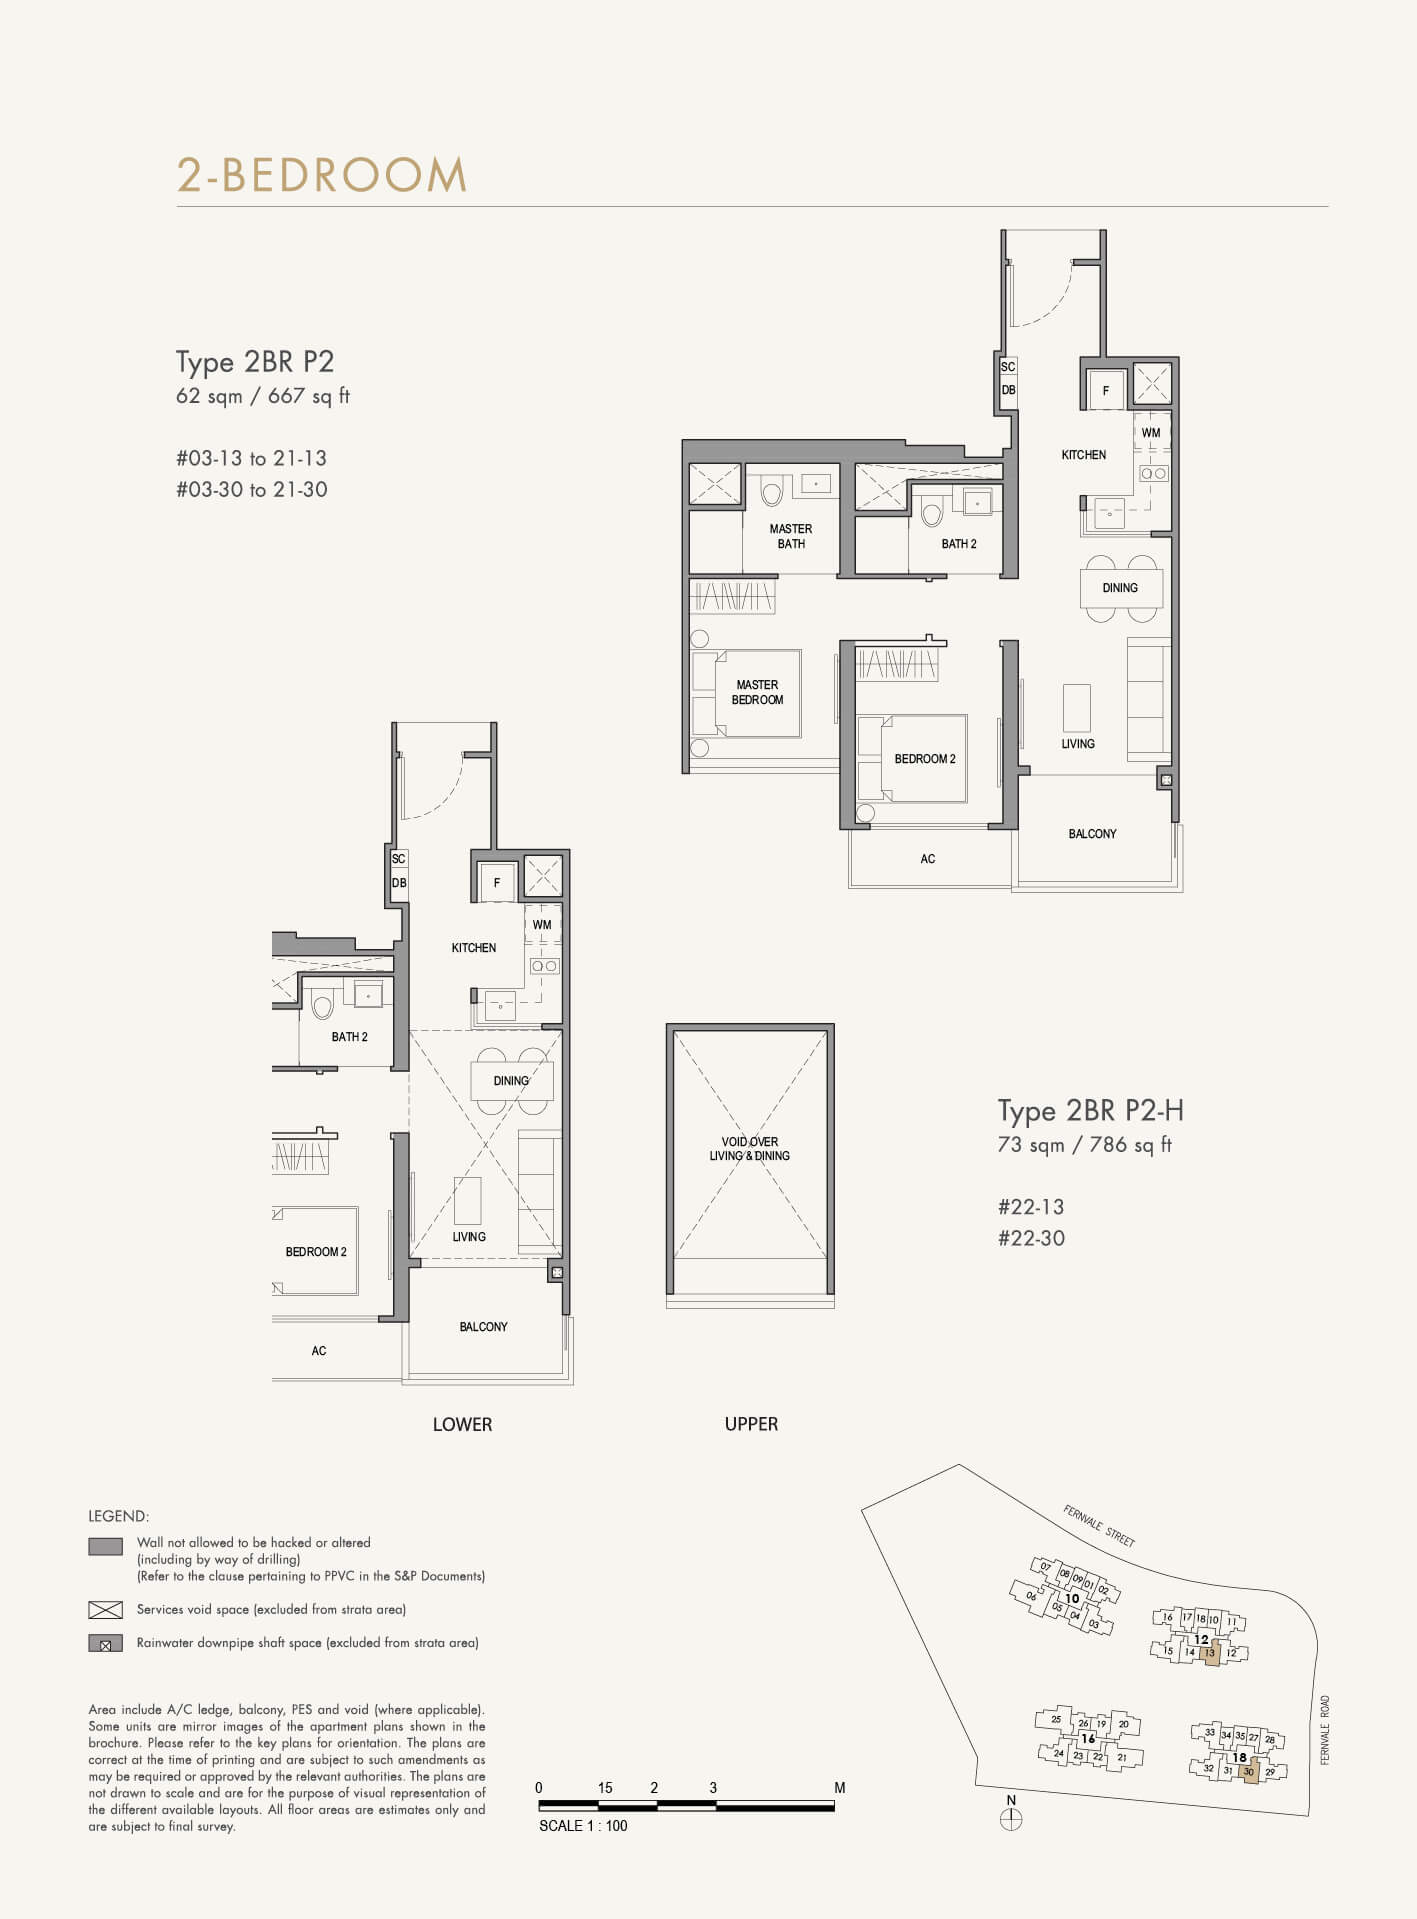 2-BEDROOM
Type 2BR P2
62 sqm / 667 sq ft
#03-13 to 21-13
#03-30 to 21-30
SC
DB
F
WM
KITCHEN
MASTER
BATH
BATH 2
DINING
MASTER
BEDROOM
BEDROOM 2
LIVING
BALCONY
AC
SC
DB
F
WM
KITCHEN
BATH 2
DINING
BEDROOM 2
LIVING
BALCONY
AC
LOWER
VOID OVER
LIVING & DINING
UPPER
Type 2BR P2-H
73 sqm / 786 sq ft
#22-13
#22-30
LEGEND:
Wall not allowed to be hacked or altered
(including by way of drilling)
(Refer to the clause pertaining to PPVC in the S&P Documents)
Services void space (excluded from strata area)
Rainwater downpipe shaft space (excluded from strata area)
Area include A/C ledge, balcony, PES and void (where applicable).
Some units are mirror images of the apartment plans shown in the
brochure. Please refer to the key plans for orientation. The plans are
correct at the time of printing and are subject to such amendments as
may be required or approved by the relevant authorities. The plans are
not drawn to scale and are for the purpose of visual representation of
the different available layouts. All floor areas are estimates only and
are subject to final survey.
0 15 2 3 M
SCALE 1 : 100
FERNVALE STREET
FERNVALE ROAD
07 08 09 01 02
10
06 05 04 03
16 17 18 10 11
12
15 14 13 12
25 26 19 20
16
24 23 22 21
33 34 35 27 28
18
32 31 30 29
N